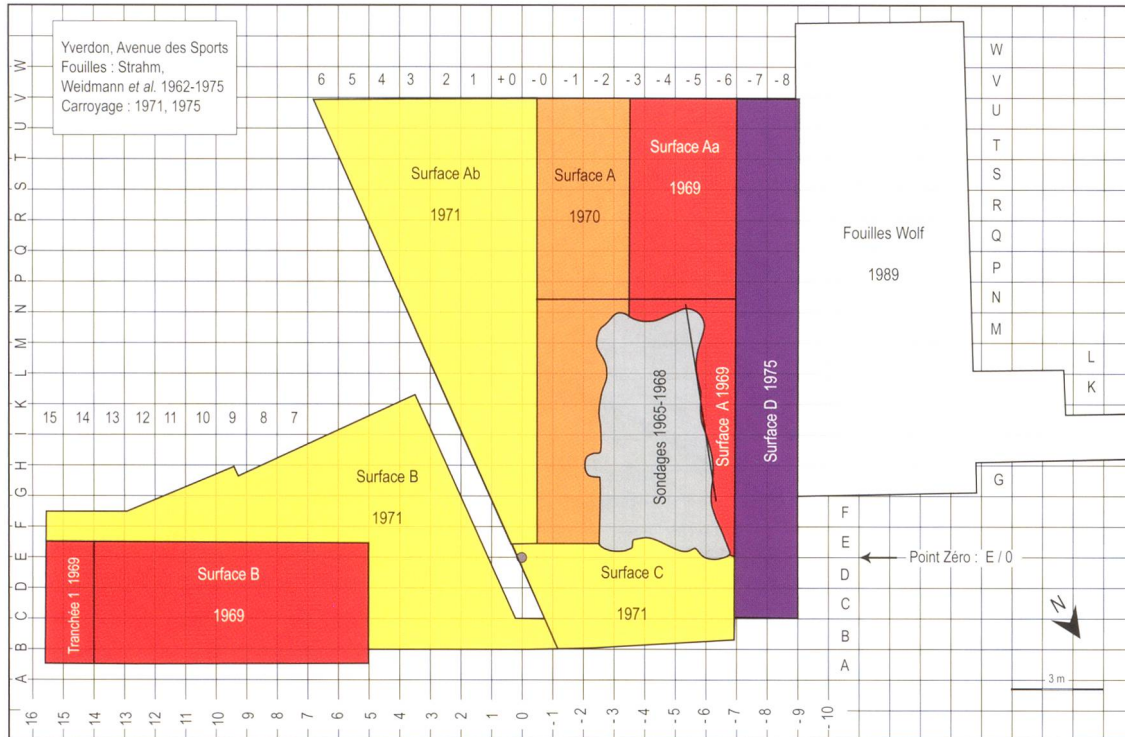 Yverdon, Avenue des Sports
Fouilles : Strahm,
Weidmann et al. 1962-1975
Carroyage : 1971, 1975
6 5 4 3 2 1 +0 -0 -1 -2 -3 -4 -5 -6 -7 -8
W
V
U
T
S
R
Q
P
N
M
L
K
I
H
G
F
E
D
C
B
A
Surface Ab
1971
Surface A
1970
Surface Aa
1969
Fouilles Wolf
1989
W
V
U
T
S
R
Q
P
N
M
L
K
G
F
E
D
C
B
A
15 14 13 12 11 10 9 8 7
Surface B
1971
Sondages 1965-1968
Surface A 1969
Surface D 1975
Tranchée 1 1969
Surface B
1969
Surface C
1971
Point Zéro : E / 0
N
3 m
16 15 14 13 12 11 10 9 8 7 6 5 4 3 2 1 0 -1 -2 -3 -4 -5 -6 -7 -8 -9 -10